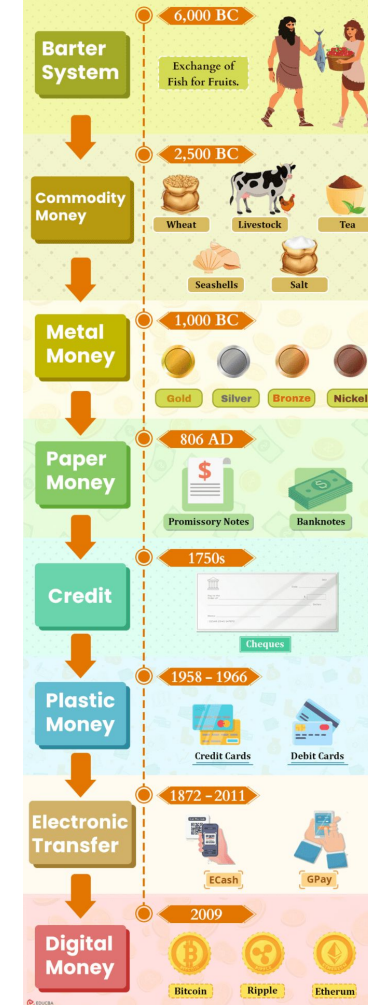 6,000 BC
Barter
System
Exchange of
Fish for Fruits.
2,500 BC
Commodity
Money
Wheat
Livestock
Tea
Seashells
Salt
1,000 BC
Metal
Money
Gold
Silver
Bronze
Nickel
806 AD
Paper
Money
$
Promissory Notes
Banknotes
1750s
Credit
Cheques
1958 – 1966
Plastic
Money
Credit Cards
Debit Cards
1872 – 2011
Electronic
Transfer
ECash
GPay
2009
Digital
Money
Bitcoin
Ripple
Etherum
EDUCBA